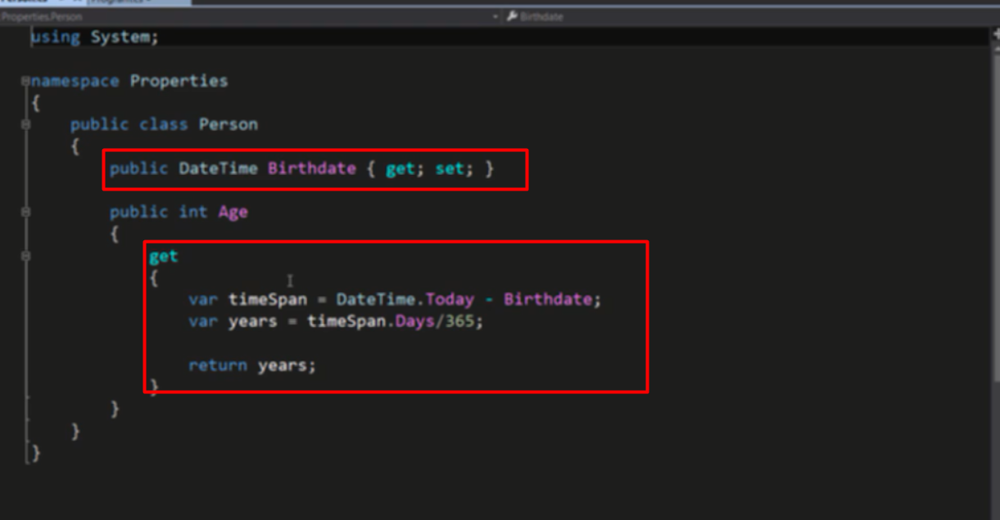 Properties.Person Birthdate
using System;
namespace Properties
{
public class Person
{
public DateTime Birthdate { get; set; }
public int Age
{
get
{
var timeSpan = DateTime.Today - Birthdate;
var years = timeSpan.Days/365;
return years;
}
}
}
}